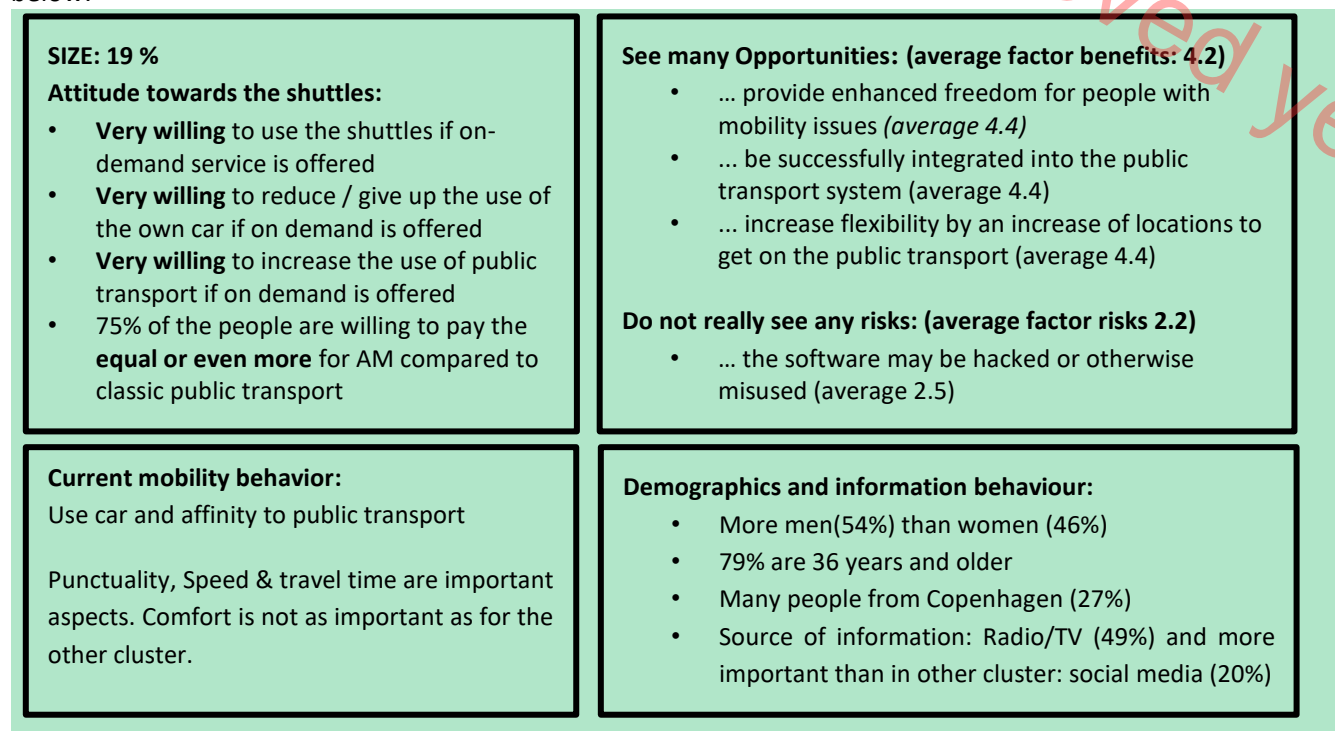 SIZE: 19 %
Attitude towards the shuttles:
• Very willing to use the shuttles if on-
demand service is offered
• Very willing to reduce / give up the use of
the own car if on demand is offered
• Very willing to increase the use of public
transport if on demand is offered
• 75% of the people are willing to pay the
equal or even more for AM compared to
classic public transport
See many Opportunities: (average factor benefits: 4.2)
• … provide enhanced freedom for people with
mobility issues (average 4.4)
• ... be successfully integrated into the public
transport system (average 4.4)
• ... increase flexibility by an increase of locations to
get on the public transport (average 4.4)
Do not really see any risks: (average factor risks 2.2)
• … the software may be hacked or otherwise
misused (average 2.5)
Current mobility behavior:
Use car and affinity to public transport
Punctuality, Speed & travel time are important
aspects. Comfort is not as important as for the
other cluster.
Demographics and information behaviour:
• More men(54%) than women (46%)
• 79% are 36 years and older
• Many people from Copenhagen (27%)
• Source of information: Radio/TV (49%) and more
important than in other cluster: social media (20%)